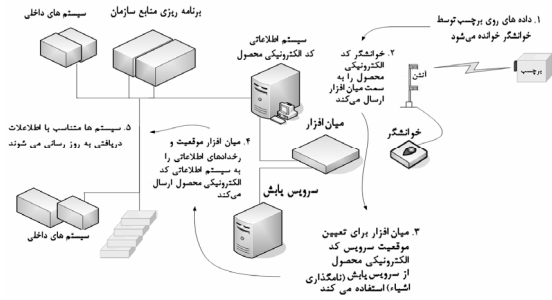 سیستم های داخلی
برنامه ریزی منابع سازمان
سیستم اطلاعاتی
کد الکترونیکی محصول
۱. داده های روی برچسب توسط
خوانشگر خوانده می‌شود
برچسب
آنتن
۲. خوانشگر کد
الکترونیکی
محصول را به
سمت میان افزار
ارسال می‌کند
خوانشگر
میان‌افزار
۵. سیستم ها متناسب با اطلاعات
دریافتی به روز رسانی می شوند
۴. میان افزار موقعیت و
رخدادهای اطلاعاتی را
به سیستم اطلاعاتی کد
الکترونیکی محصول ارسال
می‌کند
سرویس یابش
سیستم های داخلی
۳. میان افزار برای تعیین
موقعیت سرویس کد
الکترونیکی محصول
از سرویس یابش (نامگذاری
اشیاء) استفاده می کند